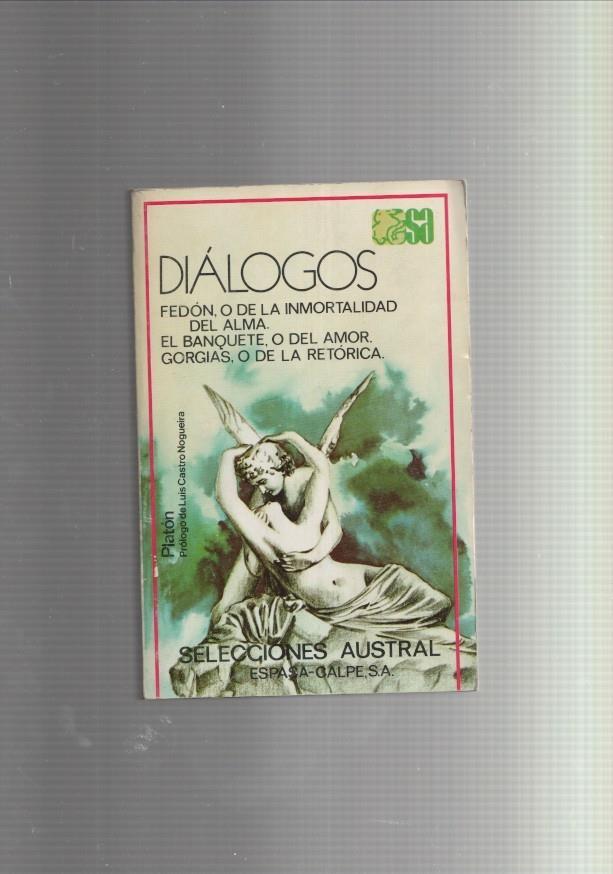 SA
DIÁLOGOS
FEDÓN, O DE LA INMORTALIDAD
DEL ALMA.
EL BANQUETE, O DEL AMOR.
GORGIAS, O DE LA RETÓRICA.
Platón
Prólogo de Luis Castro Nogueira
SELECCIONES AUSTRAL
ESPASA-CALPE, S.A.